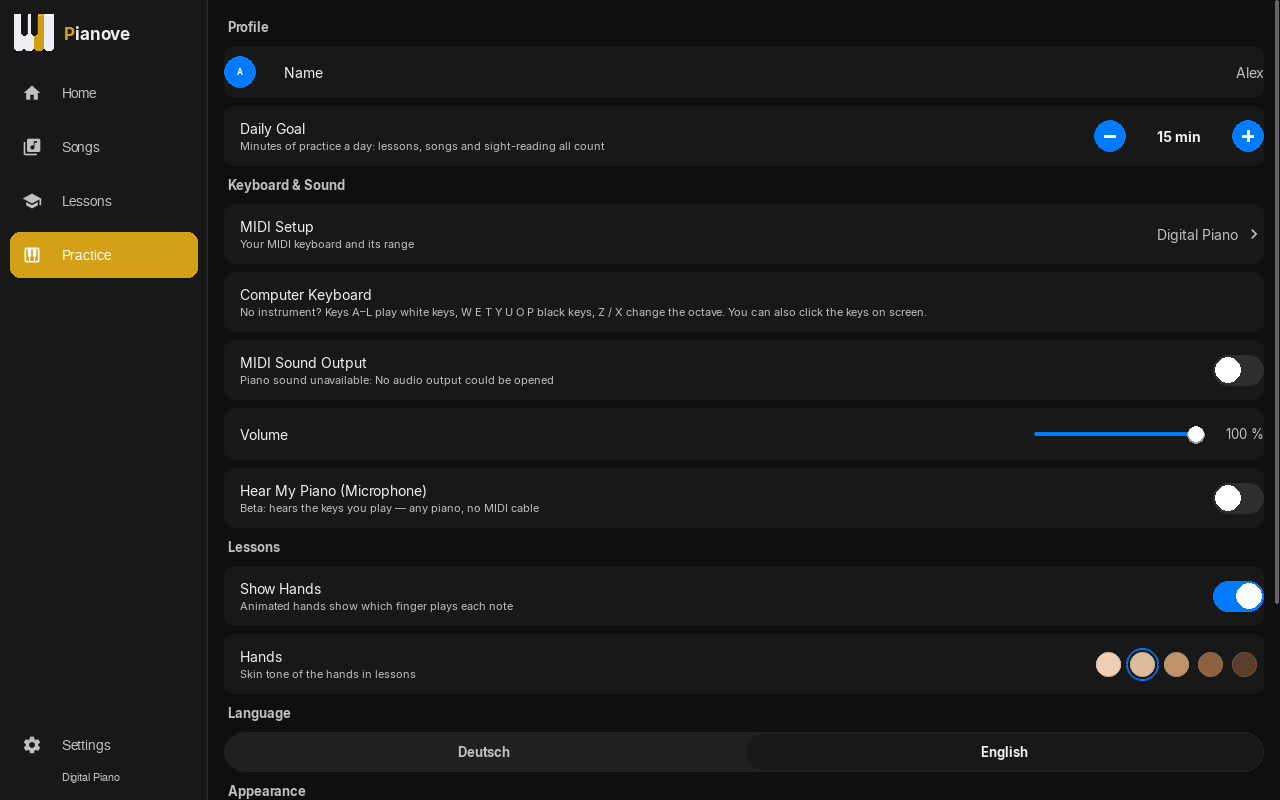 Pianove
Home
Songs
Lessons
Practice
Settings
Digital Piano
Profile
A
Name
Alex
Daily Goal
Minutes of practice a day: lessons, songs and sight-reading all count
15 min
Keyboard & Sound
MIDI Setup
Your MIDI keyboard and its range
Digital Piano
Computer Keyboard
No instrument? Keys A–L play white keys, W E T Y U O P black keys, Z / X change the octave. You can also click the keys on screen.
MIDI Sound Output
Piano sound unavailable: No audio output could be opened
Volume
100 %
Hear My Piano (Microphone)
Beta: hears the keys you play — any piano, no MIDI cable
Lessons
Show Hands
Animated hands show which finger plays each note
Hands
Skin tone of the hands in lessons
Language
Deutsch
English
Appearance